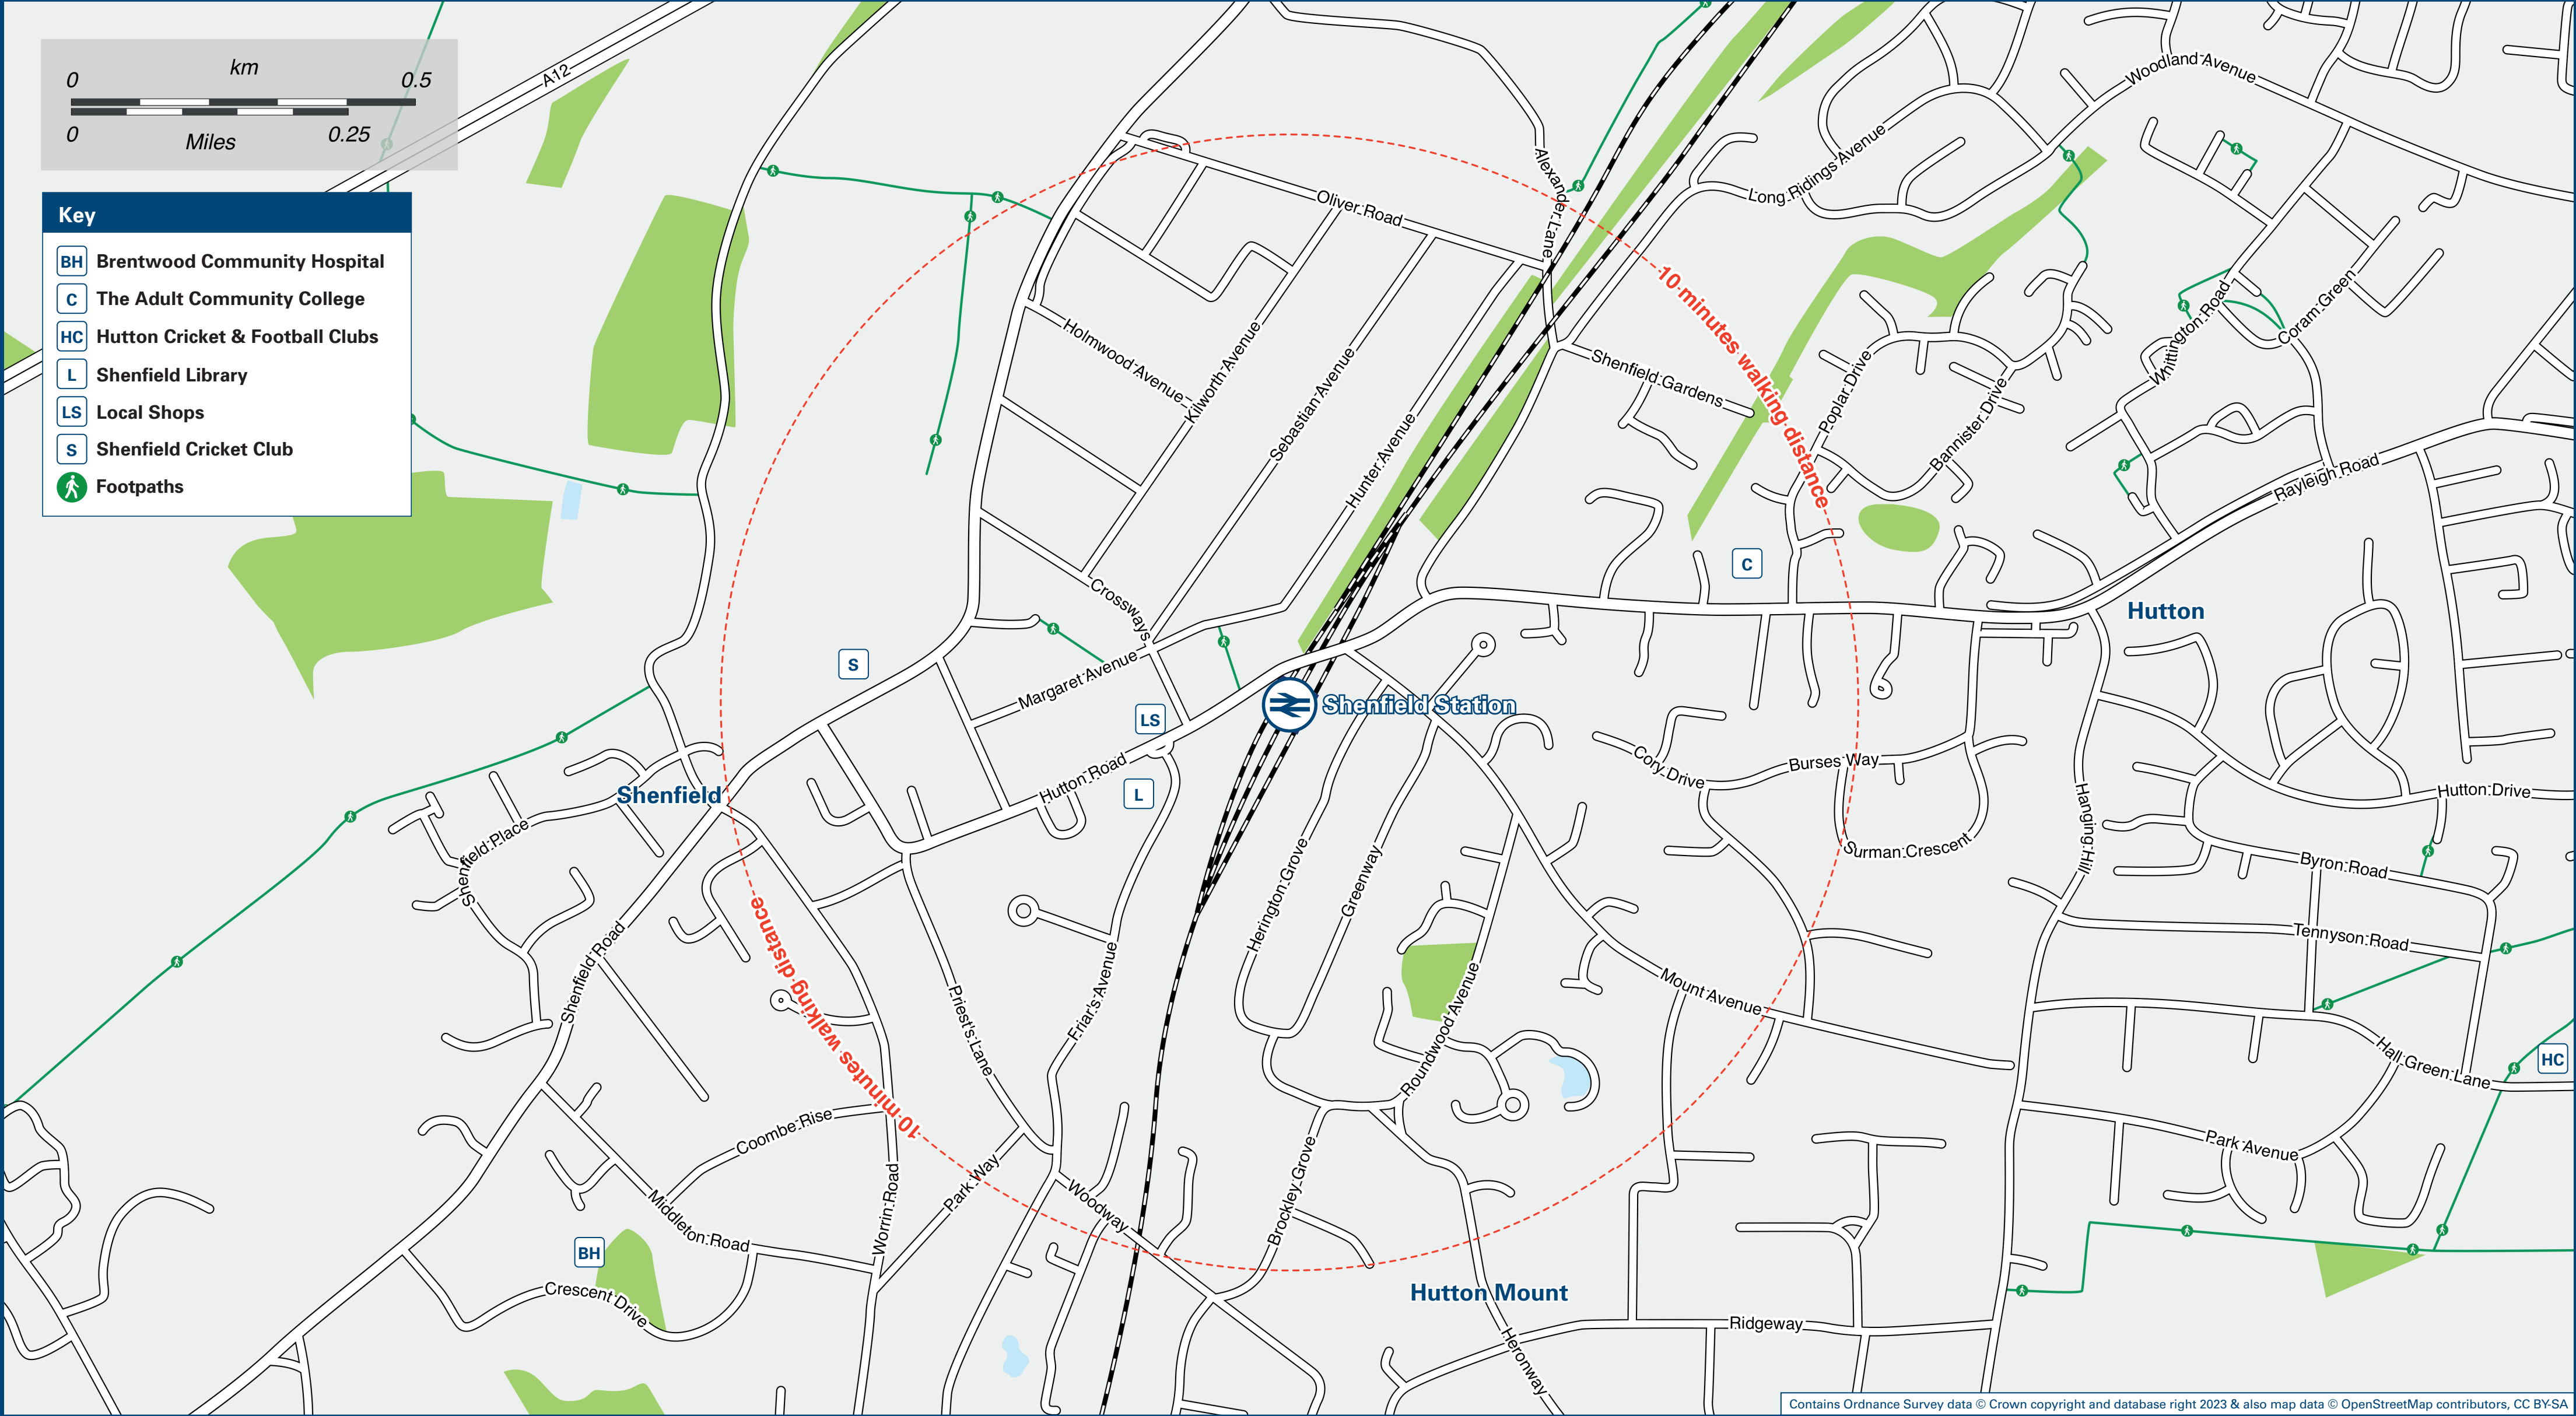 km
0 0.5
0 0.25
Miles
Key
BH Brentwood Community Hospital
C The Adult Community College
HC Hutton Cricket & Football Clubs
L Shenfield Library
LS Local Shops
S Shenfield Cricket Club
Footpaths
A12
Woodland Avenue
Alexander Lane
Long Ridings Avenue
Oliver Road
10 minutes walking distance
Holmwood Avenue
Kilworth Avenue
Sebastian Avenue
Hunter Avenue
Shenfield Gardens
Poplar Drive
Bannister Drive
Whittington Road
Coram Green
Rayleigh Road
C
Crossways
Hutton
S
Margaret Avenue
LS
Shenfield Station
Hutton Road
L
Shenfield
Cory Drive
Burses Way
Surman Crescent
Hanging Hill
Hutton Drive
Shenfield Place
Byron Road
Herington Grove
Greenway
Tennyson Road
Shenfield Road
10 minutes walking distance
Priest's Lane
Friar's Avenue
Roundwood Avenue
Mount Avenue
Hall Green Lane
HC
Coombe Rise
Park Avenue
Middleton Road
Worrin Road
Park Way
Woodway
Brockley Grove
BH
Crescent Drive
Hutton Mount
Ridgeway
Heronway
Contains Ordnance Survey data © Crown copyright and database right 2023 & also map data © OpenStreetMap contributors, CC BY-SA